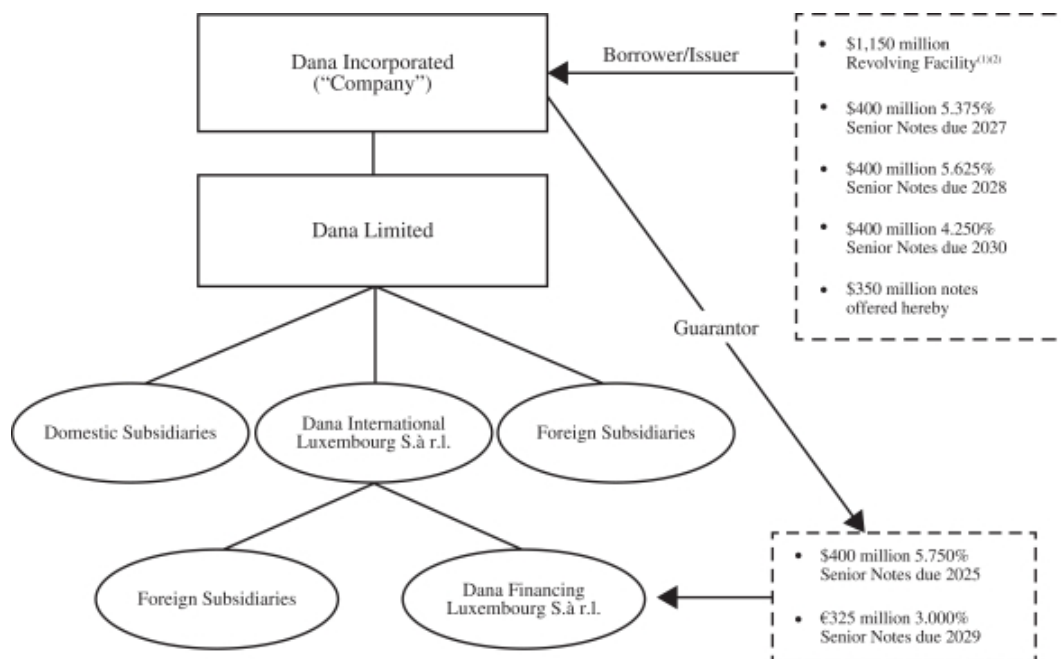 Dana Incorporated
(“Company”)
Borrower/Issuer
• $1,150 million
Revolving Facility(1)(2)
• $400 million 5.375%
Senior Notes due 2027
• $400 million 5.625%
Senior Notes due 2028
• $400 million 4.250%
Senior Notes due 2030
• $350 million notes
offered hereby
Dana Limited
Guarantor
Domestic Subsidiaries
Dana International
Luxembourg S.à r.l.
Foreign Subsidiaries
Foreign Subsidiaries
Dana Financing
Luxembourg S.à r.l.
• $400 million 5.750%
Senior Notes due 2025
• €325 million 3.000%
Senior Notes due 2029